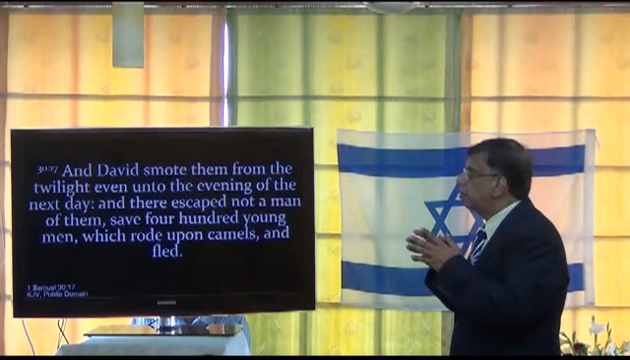 30:17 And David smote them from the
twilight even unto the evening of the
next day: and there escaped not a man
of them, save four hundred young
men, which rode upon camels, and
fled.
1 Samuel 30:17
KJV, Public Domain
SAMSUNG